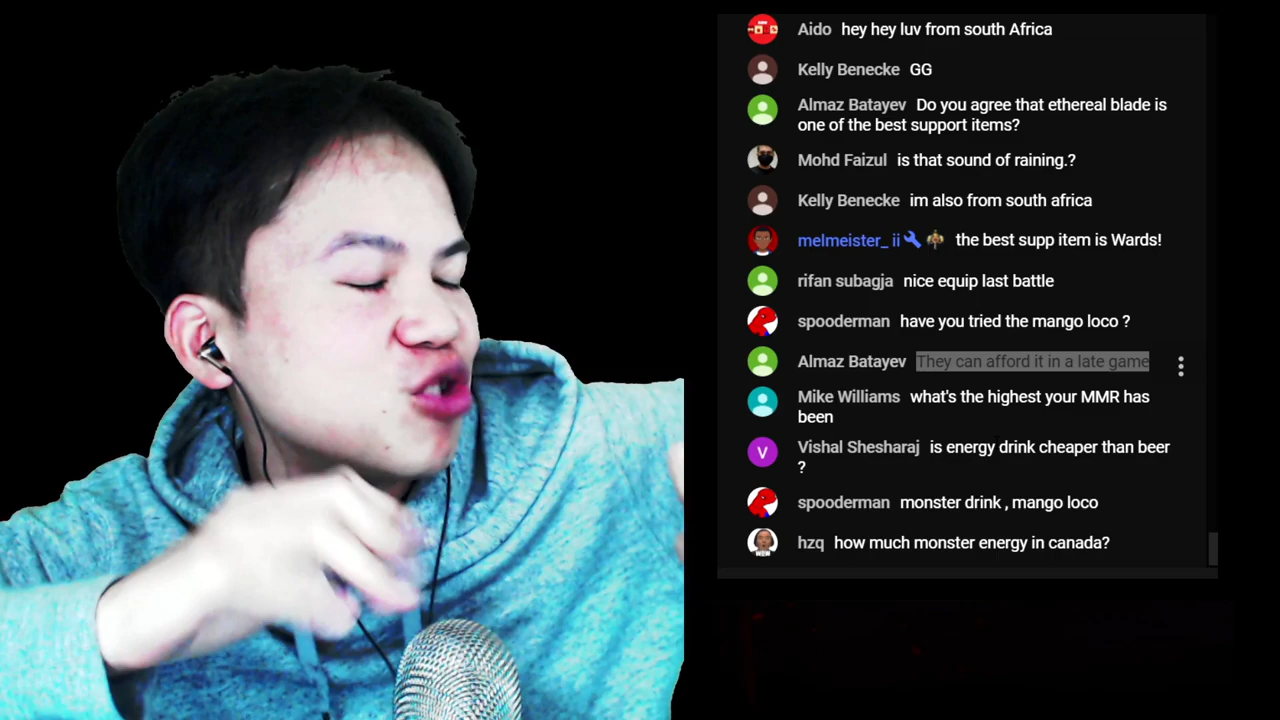 Aido hey hey luv from south Africa
Kelly Benecke GG
Almaz Batayev Do you agree that ethereal blade is
one of the best support items?
Mohd Faizul is that sound of raining.?
Kelly Benecke im also from south africa
melmeister_ ii the best supp item is Wards!
rifan subagja nice equip last battle
spooderman have you tried the mango loco ?
Almaz Batayev They can afford it in a late game
Mike Williams what's the highest your MMR has
been
V Vishal Shesharaj is energy drink cheaper than beer
?
spooderman monster drink , mango loco
hzq how much monster energy in canada?